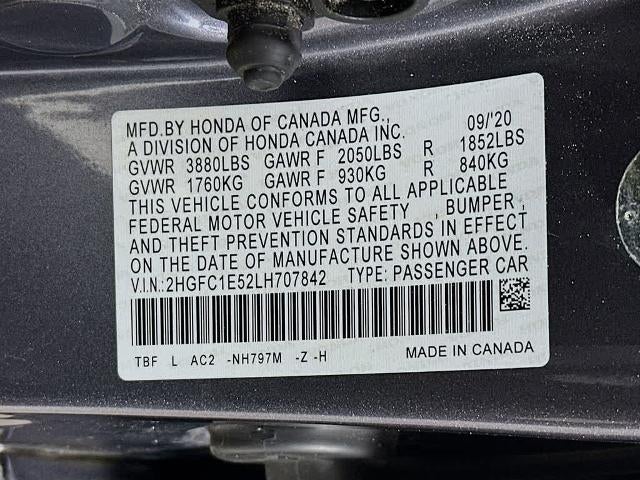 MFD.BY HONDA OF CANADA MFG., 09/'20
A DIVISION OF HONDA CANADA INC.
GVWR 3880LBS GAWR F 2050LBS R 1852LBS
GVWR 1760KG GAWR F 930KG R 840KG
THIS VEHICLE CONFORMS TO ALL APPLICABLE
FEDERAL MOTOR VEHICLE SAFETY , BUMPER,
AND THEFT PREVENTION STANDARDS IN EFFECT
ON THE DATE OF MANUFACTURE SHOWN ABOVE.
V.I.N.:2HGFC1E52LH707842 TYPE: PASSENGER CAR
TBF L AC2 -NH797M -Z -H MADE IN CANADA